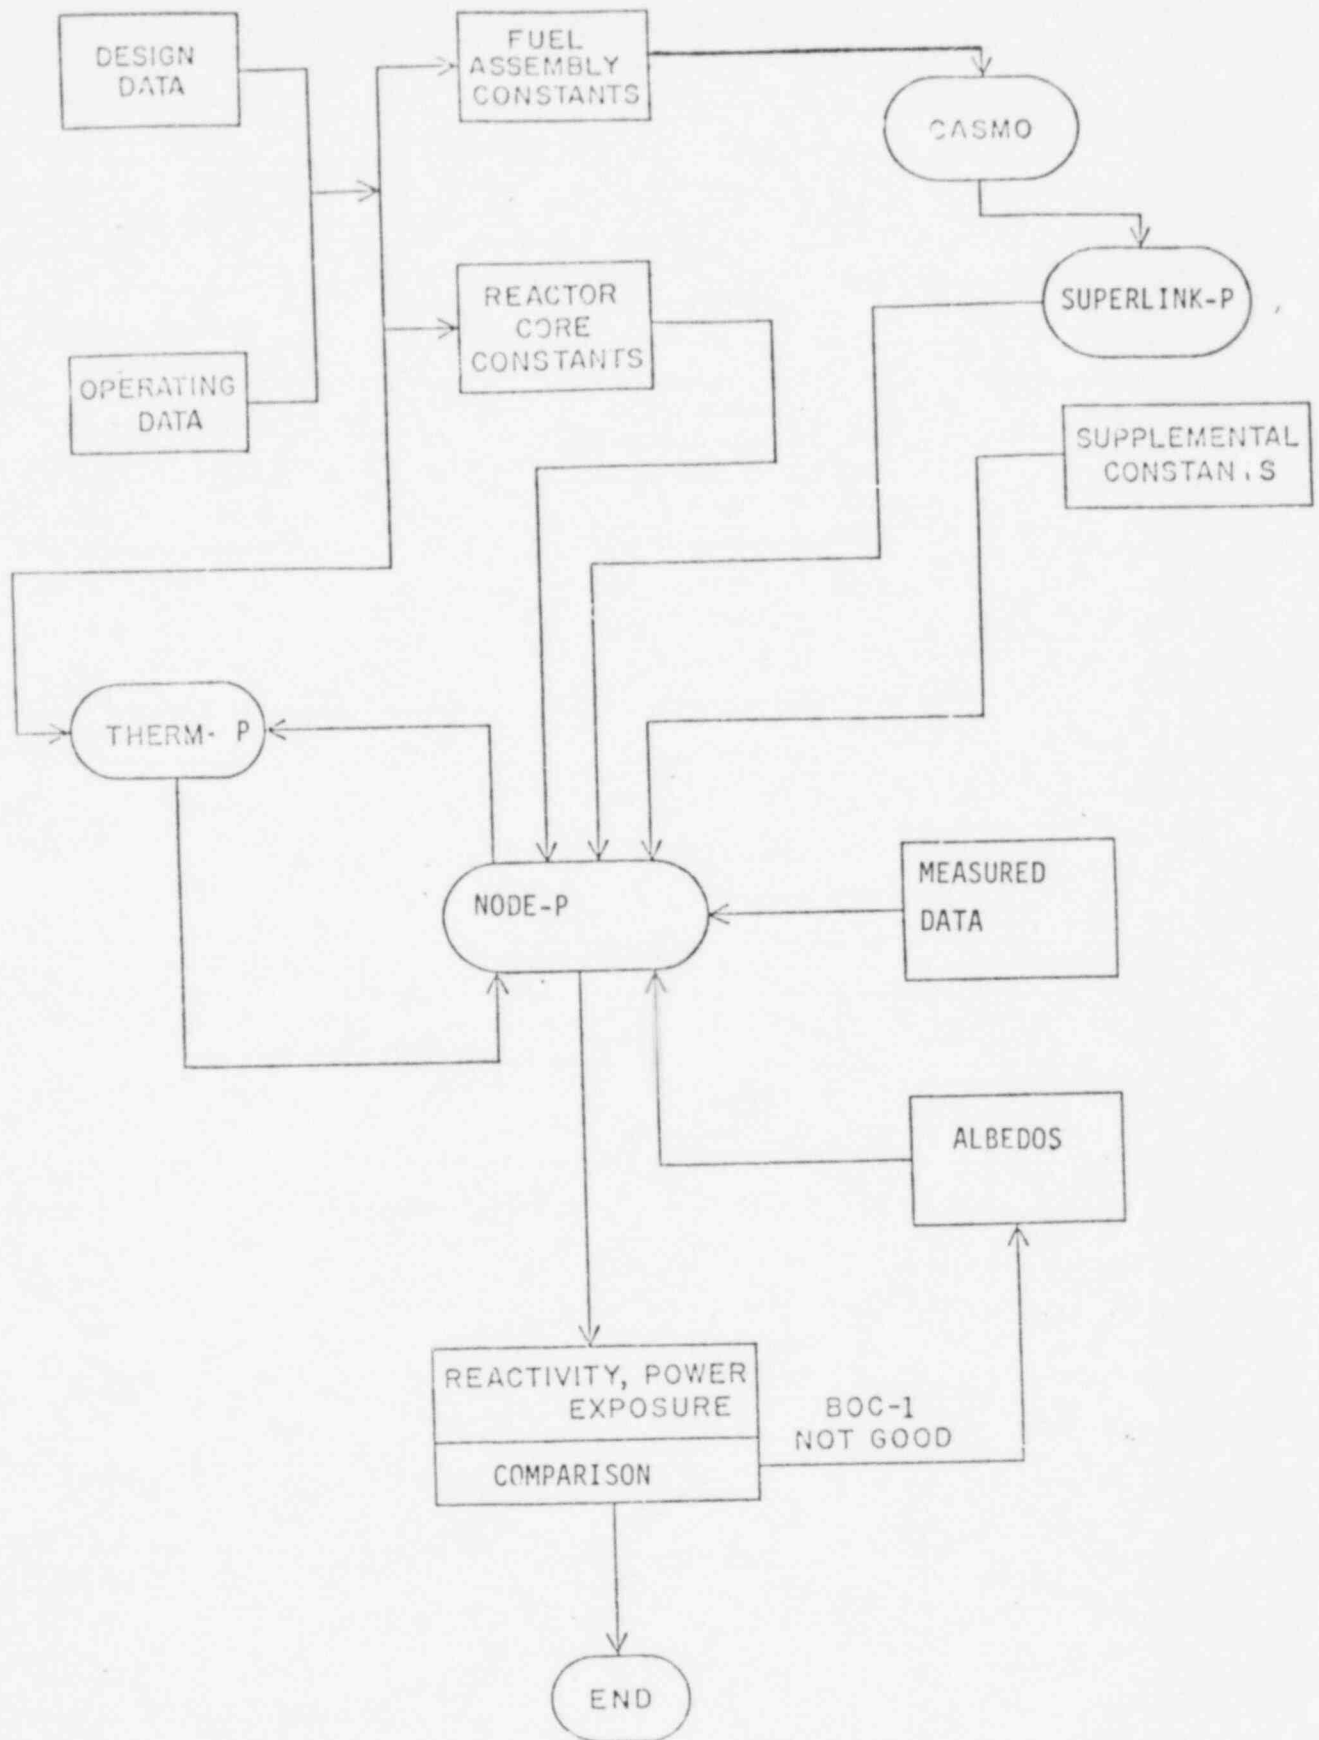 DESIGN
DATA
FUEL
ASSEMBLY
CONSTANTS
CASMO
SUPERLINK-P
REACTOR
CORE
CONSTANTS
OPERATING
DATA
SUPPLEMENTAL
CONSTANTS
THERM- P
NODE-P
MEASURED
DATA
ALBEDOS
REACTIVITY, POWER
EXPOSURE
COMPARISON
BOC-1
NOT GOOD
END